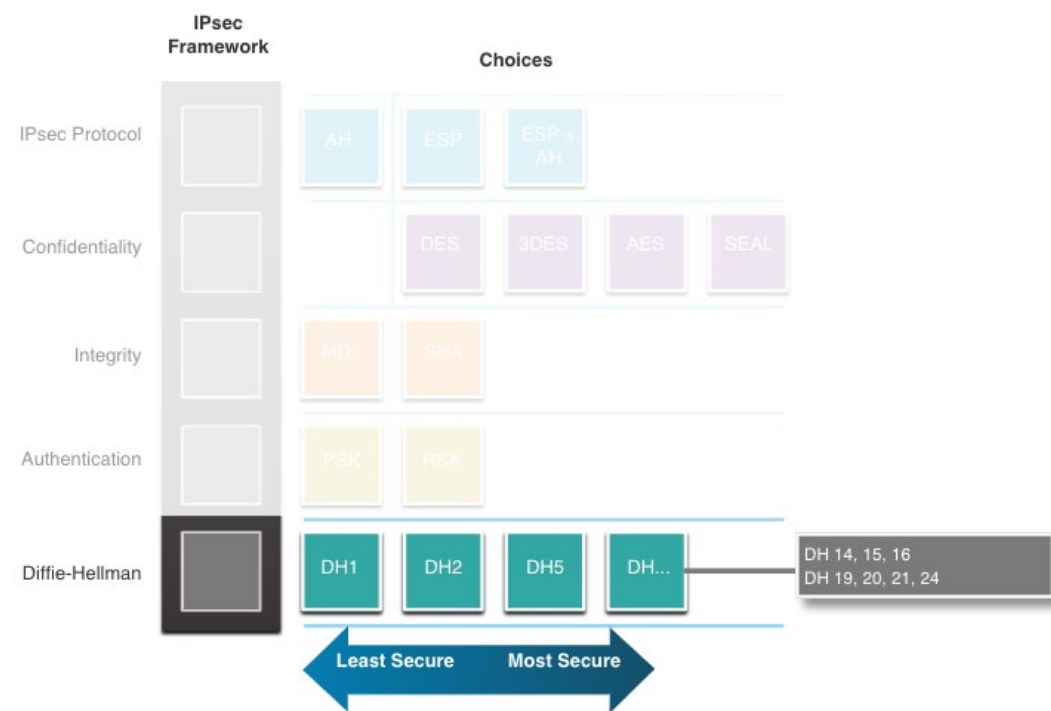 IPsec
Framework
Choices
IPsec Protocol
AH
ESP
ESP +
AH
Confidentiality
DES
3DES
AES
SEAL
Integrity
MD5
SHA
Authentication
PSK
RSA
Diffie-Hellman
DH1
DH2
DH5
DH...
DH 14, 15, 16
DH 19, 20, 21, 24
Least Secure
Most Secure